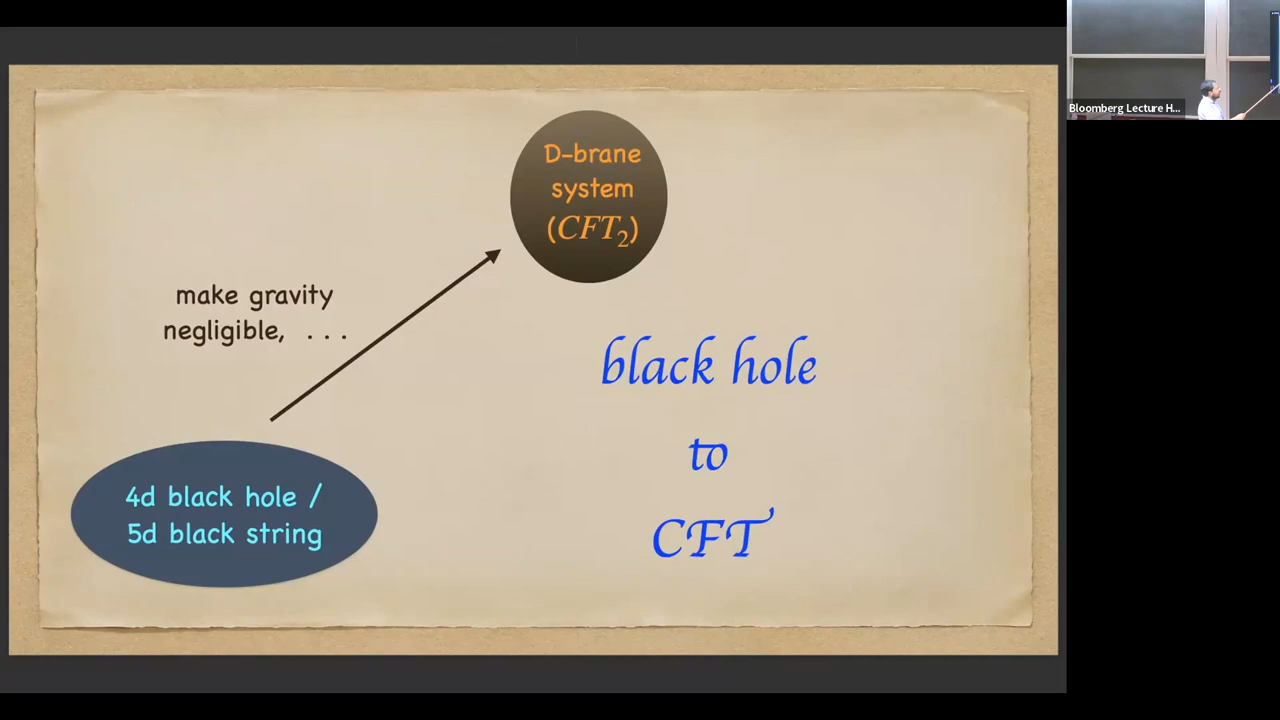 D-brane
system
(CFT₂)
make gravity
negligible, . . .
black hole
to
CFT
4d black hole /
5d black string
Bloomberg Lecture H...